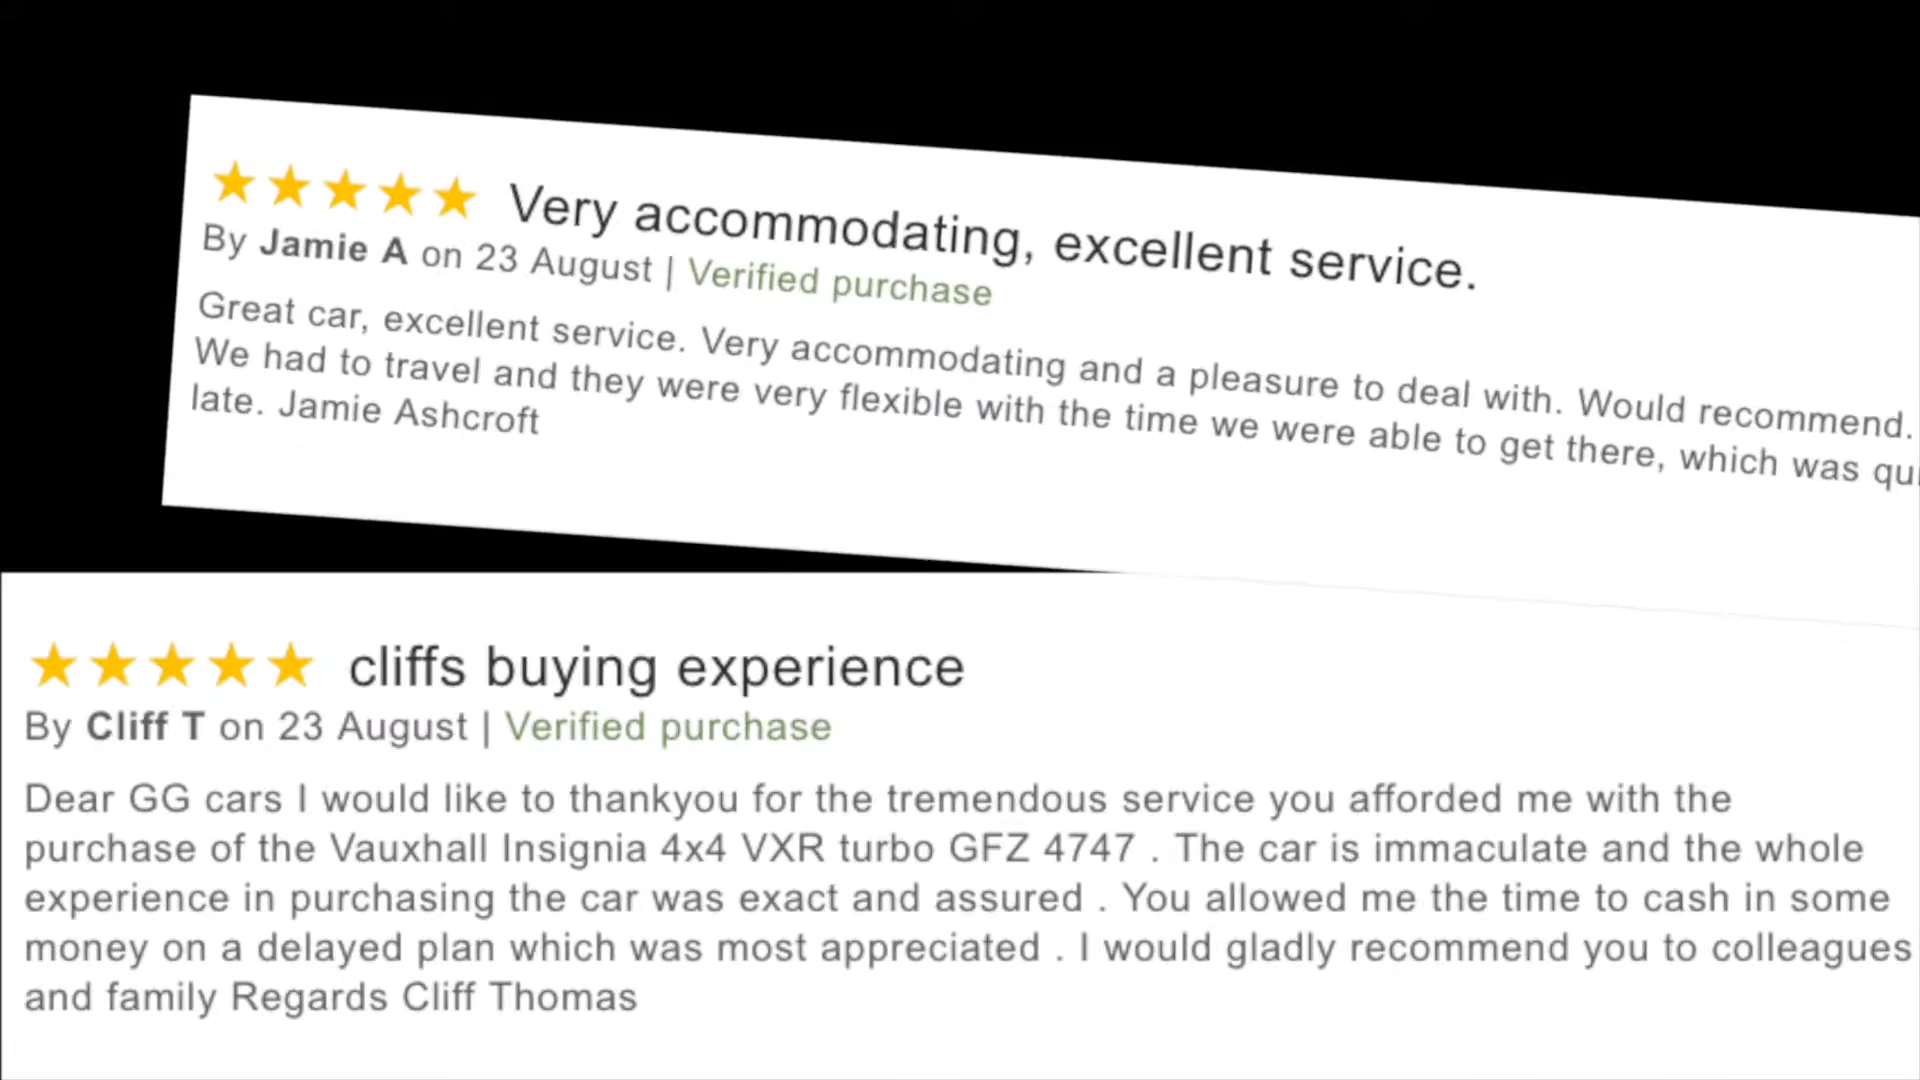 ★★★★★ Very accommodating, excellent service.
By Jamie A on 23 August | Verified purchase
Great car, excellent service. Very accommodating and a pleasure to deal with. Would recommend.
We had to travel and they were very flexible with the time we were able to get there, which was
late. Jamie Ashcroft
★★★★★ cliffs buying experience
By Cliff T on 23 August | Verified purchase
Dear GG cars I would like to thankyou for the tremendous service you afforded me with the
purchase of the Vauxhall Insignia 4x4 VXR turbo GFZ 4747 . The car is immaculate and the whole
experience in purchasing the car was exact and assured . You allowed me the time to cash in some
money on a delayed plan which was most appreciated . I would gladly recommend you to colleagues
and family Regards Cliff Thomas